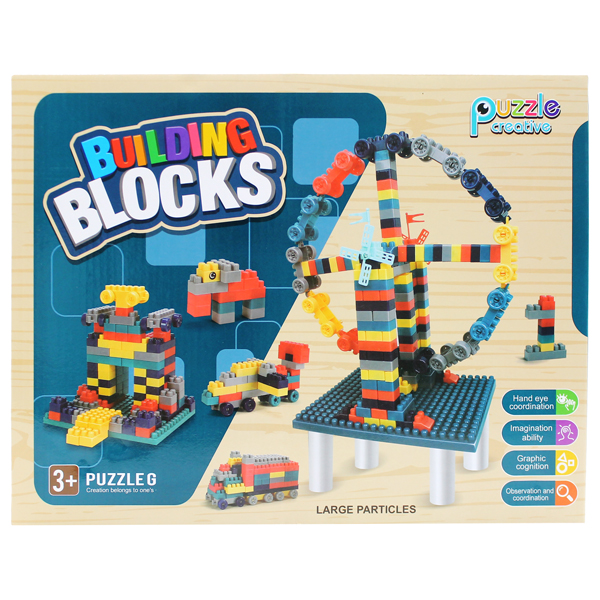 BUILDING
BLOCKS
puzzle
creative
Hand eye
coordination
Imagination
ability
Graphic
cognition
Observation and
coordination
3+
PUZZLE G
Creation belongs to one's
LARGE PARTICLES